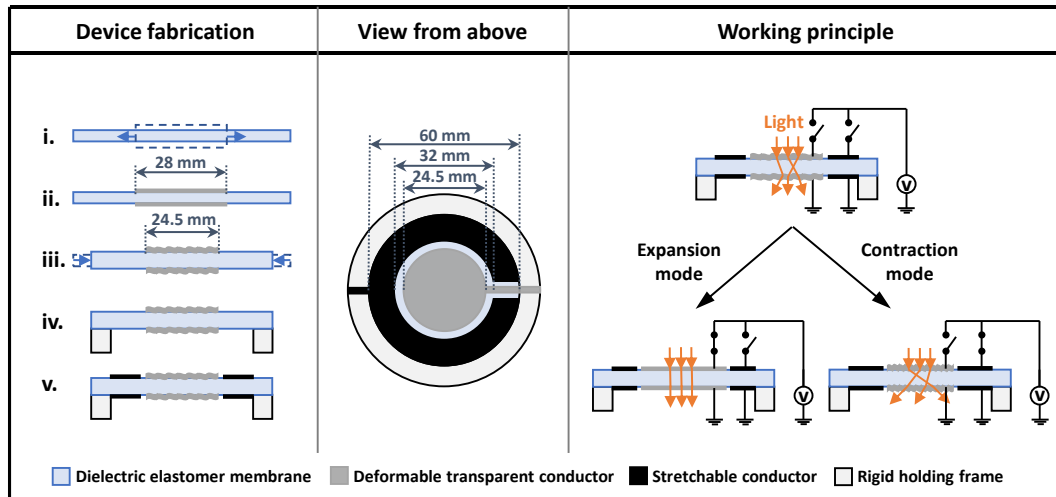 Device fabrication
View from above
Working principle
i.
28 mm
ii.
24.5 mm
iii.
iv.
v.
60 mm
32 mm
24.5 mm
Light
V
Expansion
mode
Contraction
mode
V
V
Dielectric elastomer membrane
Deformable transparent conductor
Stretchable conductor
Rigid holding frame